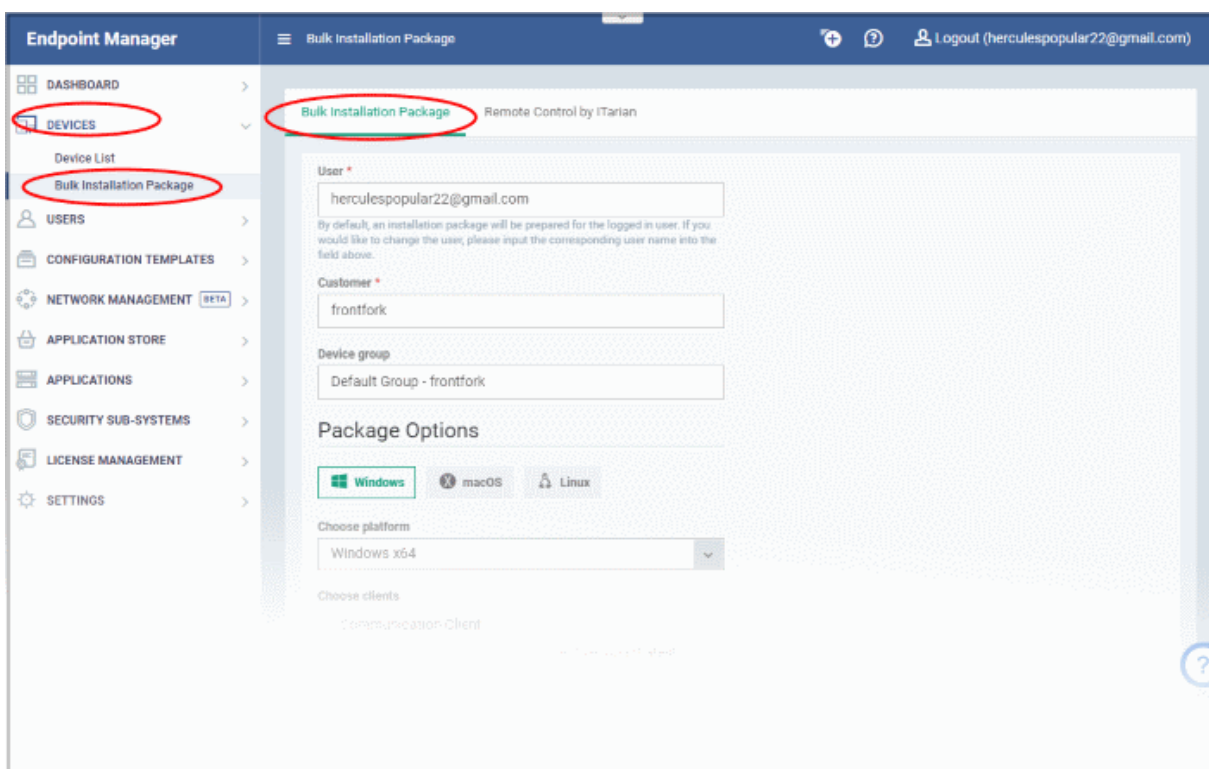 Endpoint Manager
Bulk Installation Package
Logout (herculespopular22@gmail.com)
DASHBOARD
DEVICES
Device List
Bulk Installation Package
USERS
CONFIGURATION TEMPLATES
NETWORK MANAGEMENT BETA
APPLICATION STORE
APPLICATIONS
SECURITY SUB-SYSTEMS
LICENSE MANAGEMENT
SETTINGS
Bulk Installation Package Remote Control by ITarian
User *
herculespopular22@gmail.com
By default, an installation package will be prepared for the logged in user. If you
would like to change the user, please input the corresponding user name into the
field above.
Customer *
frontfork
Device group
Default Group - frontfork
Package Options
Windows macOS Linux
Choose platform
Windows x64
Choose clients
Communication Client
?